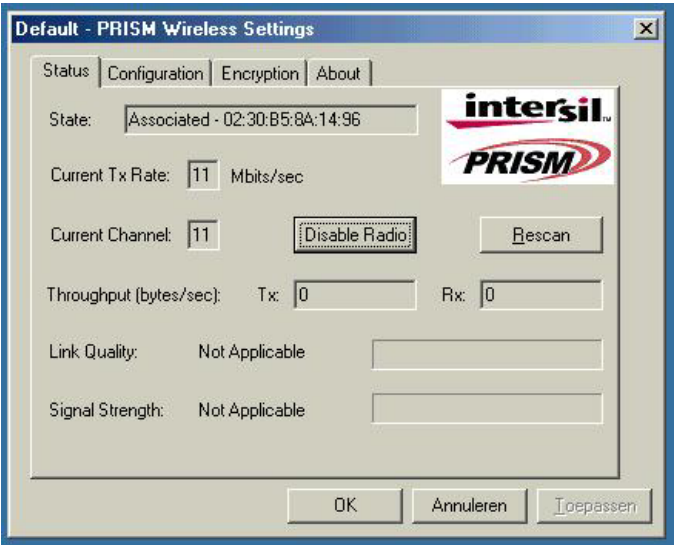 Default - PRISM Wireless Settings
Status Configuration Encryption About
intersil
PRISM
State: Associated - 02:30:B5:8A:14:96
Current Tx Rate: 11 Mbits/sec
Current Channel: 11 Disable Radio Rescan
Throughput (bytes/sec): Tx: 0 Rx: 0
Link Quality: Not Applicable
Signal Strength: Not Applicable
OK Annuleren Toepassen